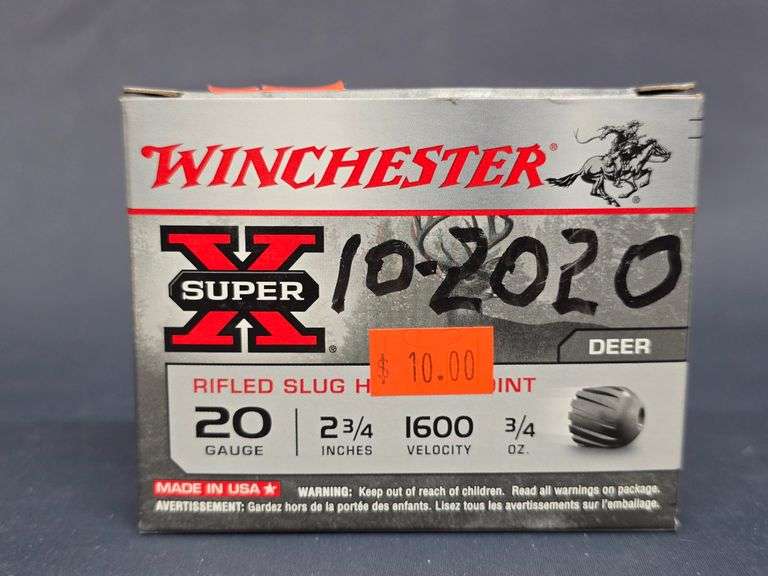 WINCHESTER®
SUPER X®
10-2020
DEER
$ 10.00
RIFLED SLUG H OINT
20 GAUGE
2 3/4 INCHES
1600 VELOCITY
3/4 OZ.
MADE IN USA ★ WARNING: Keep out of reach of children. Read all warnings on package.
AVERTISSEMENT: Gardez hors de la portée des enfants. Lisez tous les avertissements sur l'emballage.